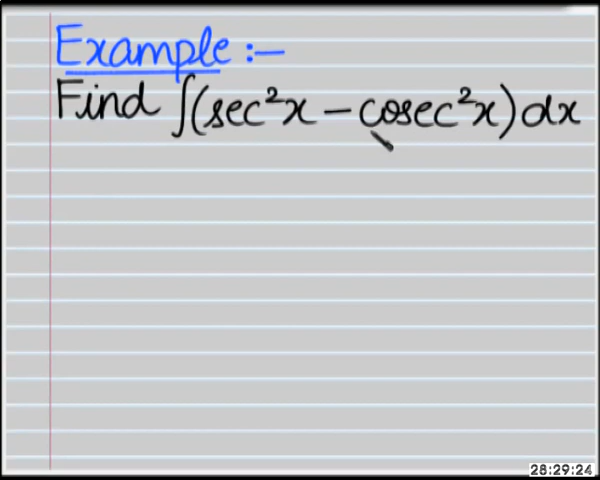 Example :-
Find ∫(sec²x - cosec²x) dx
28:29:24